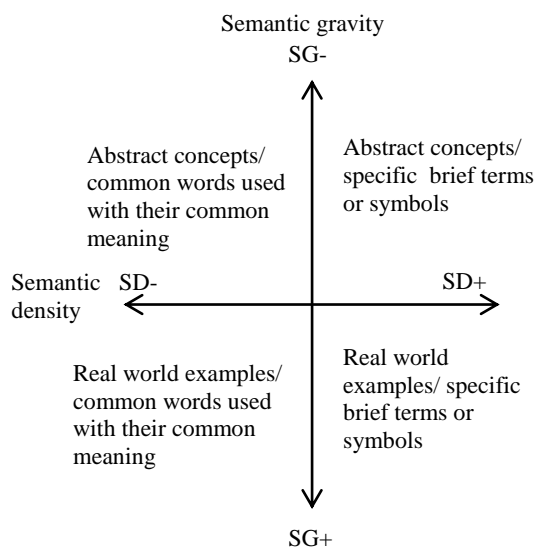 Semantic gravity
SG-
Abstract concepts/
common words used
with their common
meaning
Abstract concepts/
specific brief terms
or symbols
Semantic
density
SD-
SD+
Real world examples/
common words used
with their common
meaning
Real world
examples/ specific
brief terms or
symbols
SG+